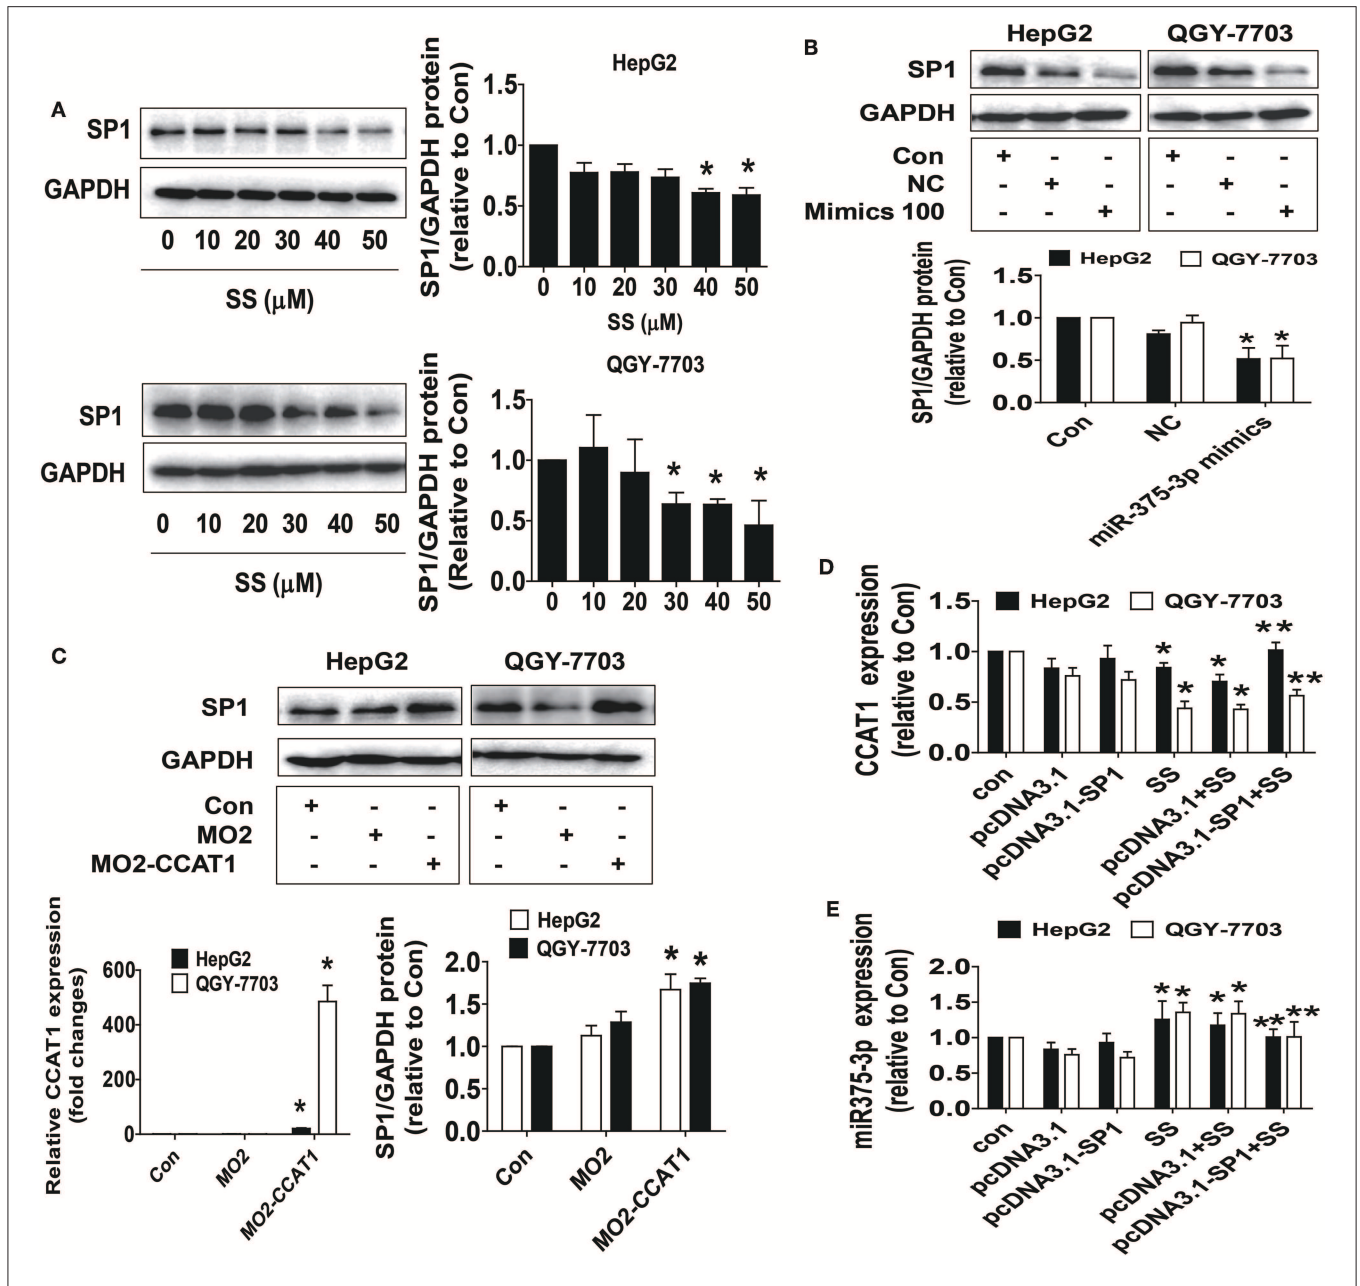 A
SP1
GAPDH
0 10 20 30 40 50
SS (μM)
HepG2
SP1/GAPDH protein
(relative to Con)
1.5
1.0
0.5
0.0
* *
0 10 20 30 40 50
SS (μM)
SP1
GAPDH
0 10 20 30 40 50
SS (μM)
QGY-7703
SP1/GAPDH protein
(Relative to Con)
1.5
1.0
0.5
0.0
* * *
0 10 20 30 40 50
B
HepG2 QGY-7703
SP1
GAPDH
Con + - - + - -
NC - + - - + -
Mimics 100 - - + - - +
HepG2 QGY-7703
SP1/GAPDH protein
(relative to Con)
1.5
1.0
0.5
0.0
* *
Con
NC
miR-375-3p mimics
C
HepG2 QGY-7703
SP1
GAPDH
Con + - - + - -
MO2 - + - - + -
MO2-CCAT1 - - + - - +
Relative CCAT1 expression
(fold changes)
HepG2
QGY-7703
600
400
200
0
* *
Con
MO2
MO2-CCAT1
HepG2
QGY-7703
SP1/GAPDH protein
(relative to Con)
2.0
1.5
1.0
0.5
0.0
* *
Con
MO2
MO2-CCAT1
D
HepG2 QGY-7703
CCAT1 expression
(relative to Con)
1.5
1.0
0.5
0.0
* * * * ** **
con
pcDNA3.1
pcDNA3.1-SP1
SS
pcDNA3.1+SS
pcDNA3.1-SP1+SS
E
HepG2 QGY-7703
miR375-3p expression
(relative to Con)
2.0
1.5
1.0
0.5
0.0
* * * * ** **
con
pcDNA3.1
pcDNA3.1-SP1
SS
pcDNA3.1+SS
pcDNA3.1-SP1+SS